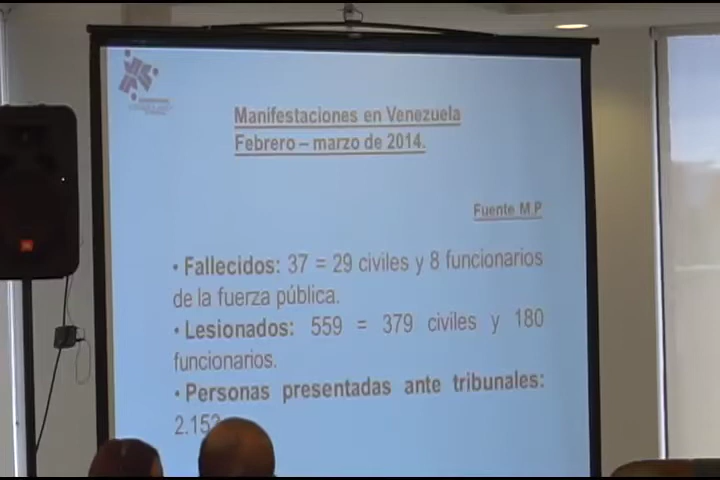 Manifestaciones en Venezuela
Febrero – marzo de 2014.
Fuente M.P
• Fallecidos: 37 = 29 civiles y 8 funcionarios
de la fuerza pública.
• Lesionados: 559 = 379 civiles y 180
funcionarios.
• Personas presentadas ante tribunales: